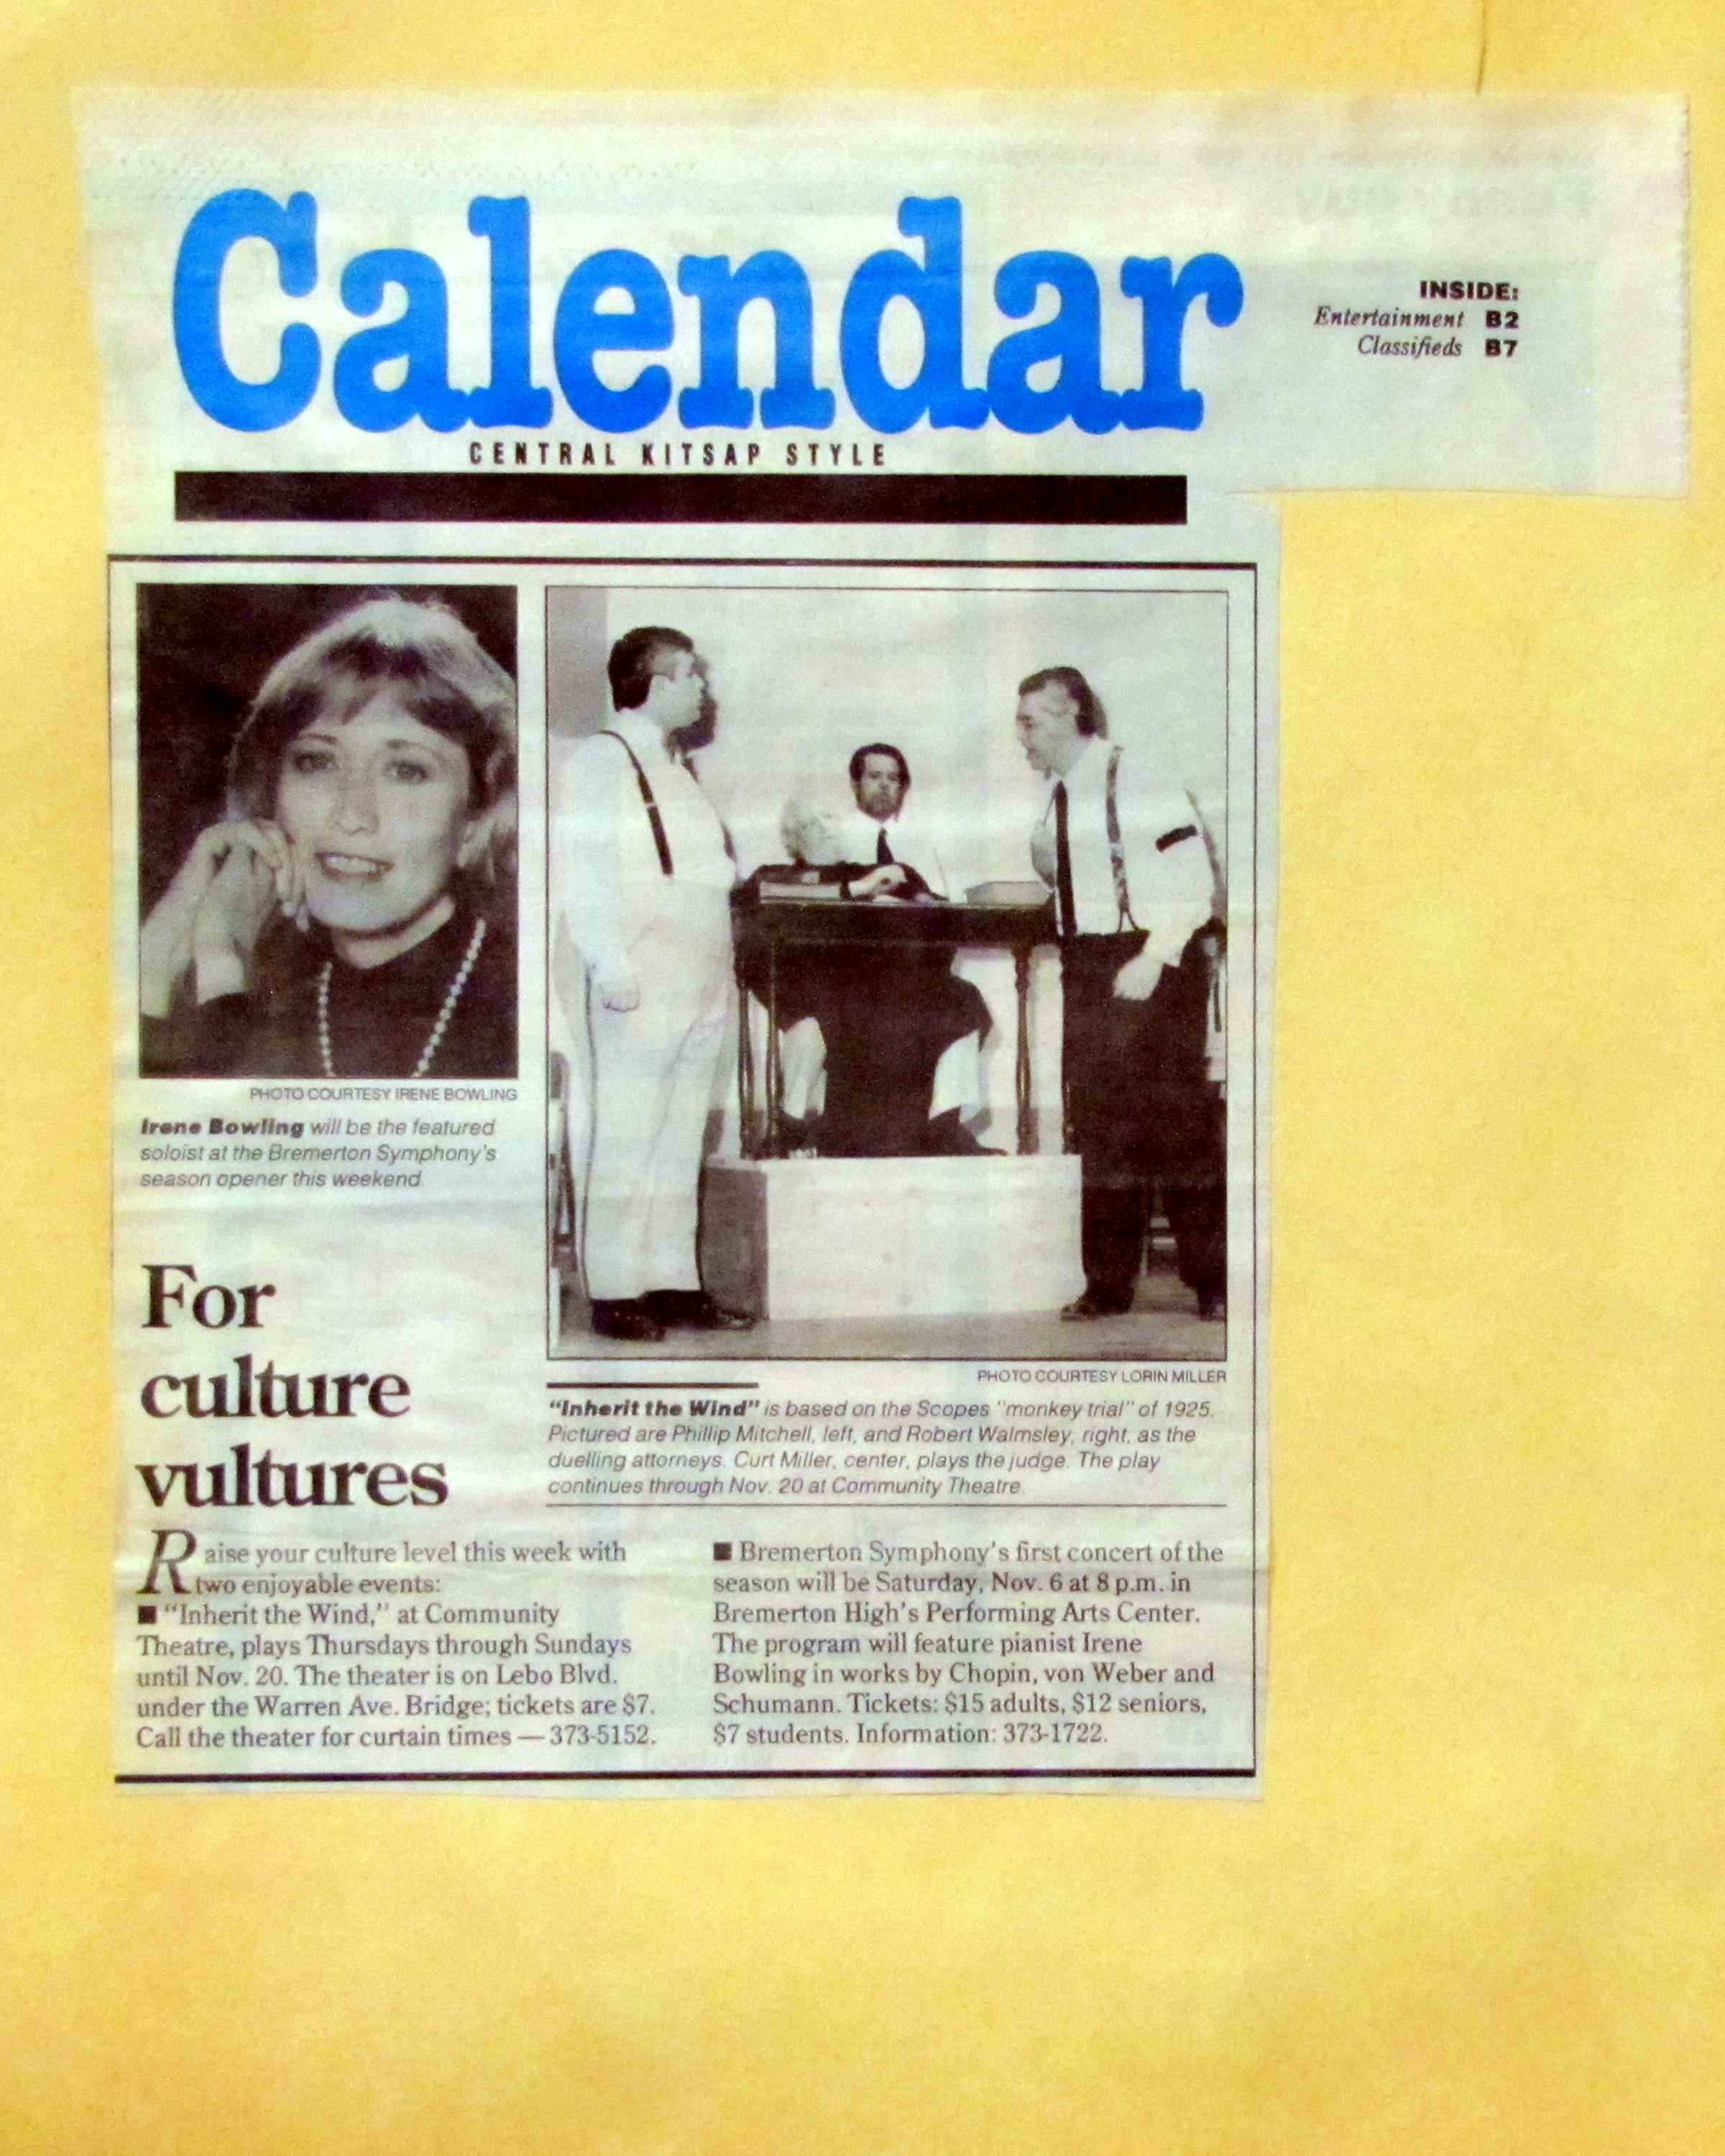 Calendar
CENTRAL KITSAP STYLE
INSIDE:
Entertainment B2
Classifieds B7
PHOTO COURTESY IRENE BOWLING
Irene Bowling will be the featured
soloist at the Bremerton Symphony's
season opener this weekend.
PHOTO COURTESY LORIN MILLER
"Inherit the Wind" is based on the Scopes "monkey trial" of 1925.
Pictured are Phillip Mitchell, left, and Robert Walmsley, right, as the
duelling attorneys. Curt Miller, center, plays the judge. The play
continues through Nov. 20 at Community Theatre.
For
culture
vultures
Raise your culture level this week with
two enjoyable events:
■ "Inherit the Wind," at Community
Theatre, plays Thursdays through Sundays
until Nov. 20. The theater is on Lebo Blvd.
under the Warren Ave. Bridge; tickets are $7.
Call the theater for curtain times — 373-5152.
■ Bremerton Symphony's first concert of the
season will be Saturday, Nov. 6 at 8 p.m. in
Bremerton High's Performing Arts Center.
The program will feature pianist Irene
Bowling in works by Chopin, von Weber and
Schumann. Tickets: $15 adults, $12 seniors,
$7 students. Information: 373-1722.